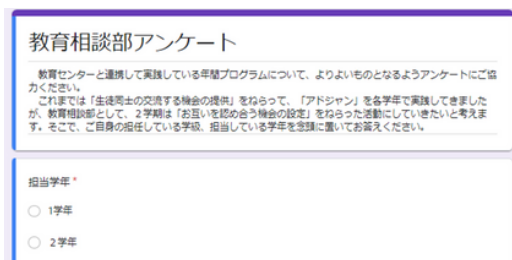 教育相談部アンケート
教育センターと連携して実践している年間プログラムについて、よりよいものとなるようアンケートにご協
力ください。
これまでは「生徒同士の交流する機会の提供」をねらって、「アドジャン」を各学年で実践してきました
が、教育相談部として、２学期は「お互いを認め合う機会の設定」をねらった活動にしていきたいと考えま
す。そこで、ご自身の担任している学級、担当している学年を念頭に置いてお答えください。
担当学年 *
1学年
２学年